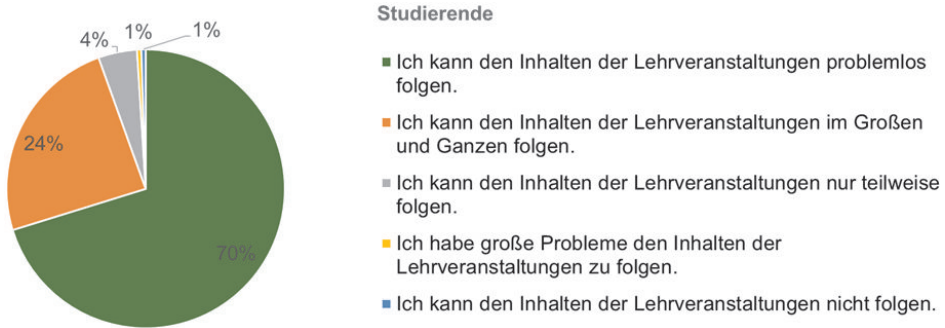 Studierende
4%
1%
1%
24%
70%
Ich kann den Inhalten der Lehrveranstaltungen problemlos
folgen.
Ich kann den Inhalten der Lehrveranstaltungen im Großen
und Ganzen folgen.
Ich kann den Inhalten der Lehrveranstaltungen nur teilweise
folgen.
Ich habe große Probleme den Inhalten der
Lehrveranstaltungen zu folgen.
Ich kann den Inhalten der Lehrveranstaltungen nicht folgen.